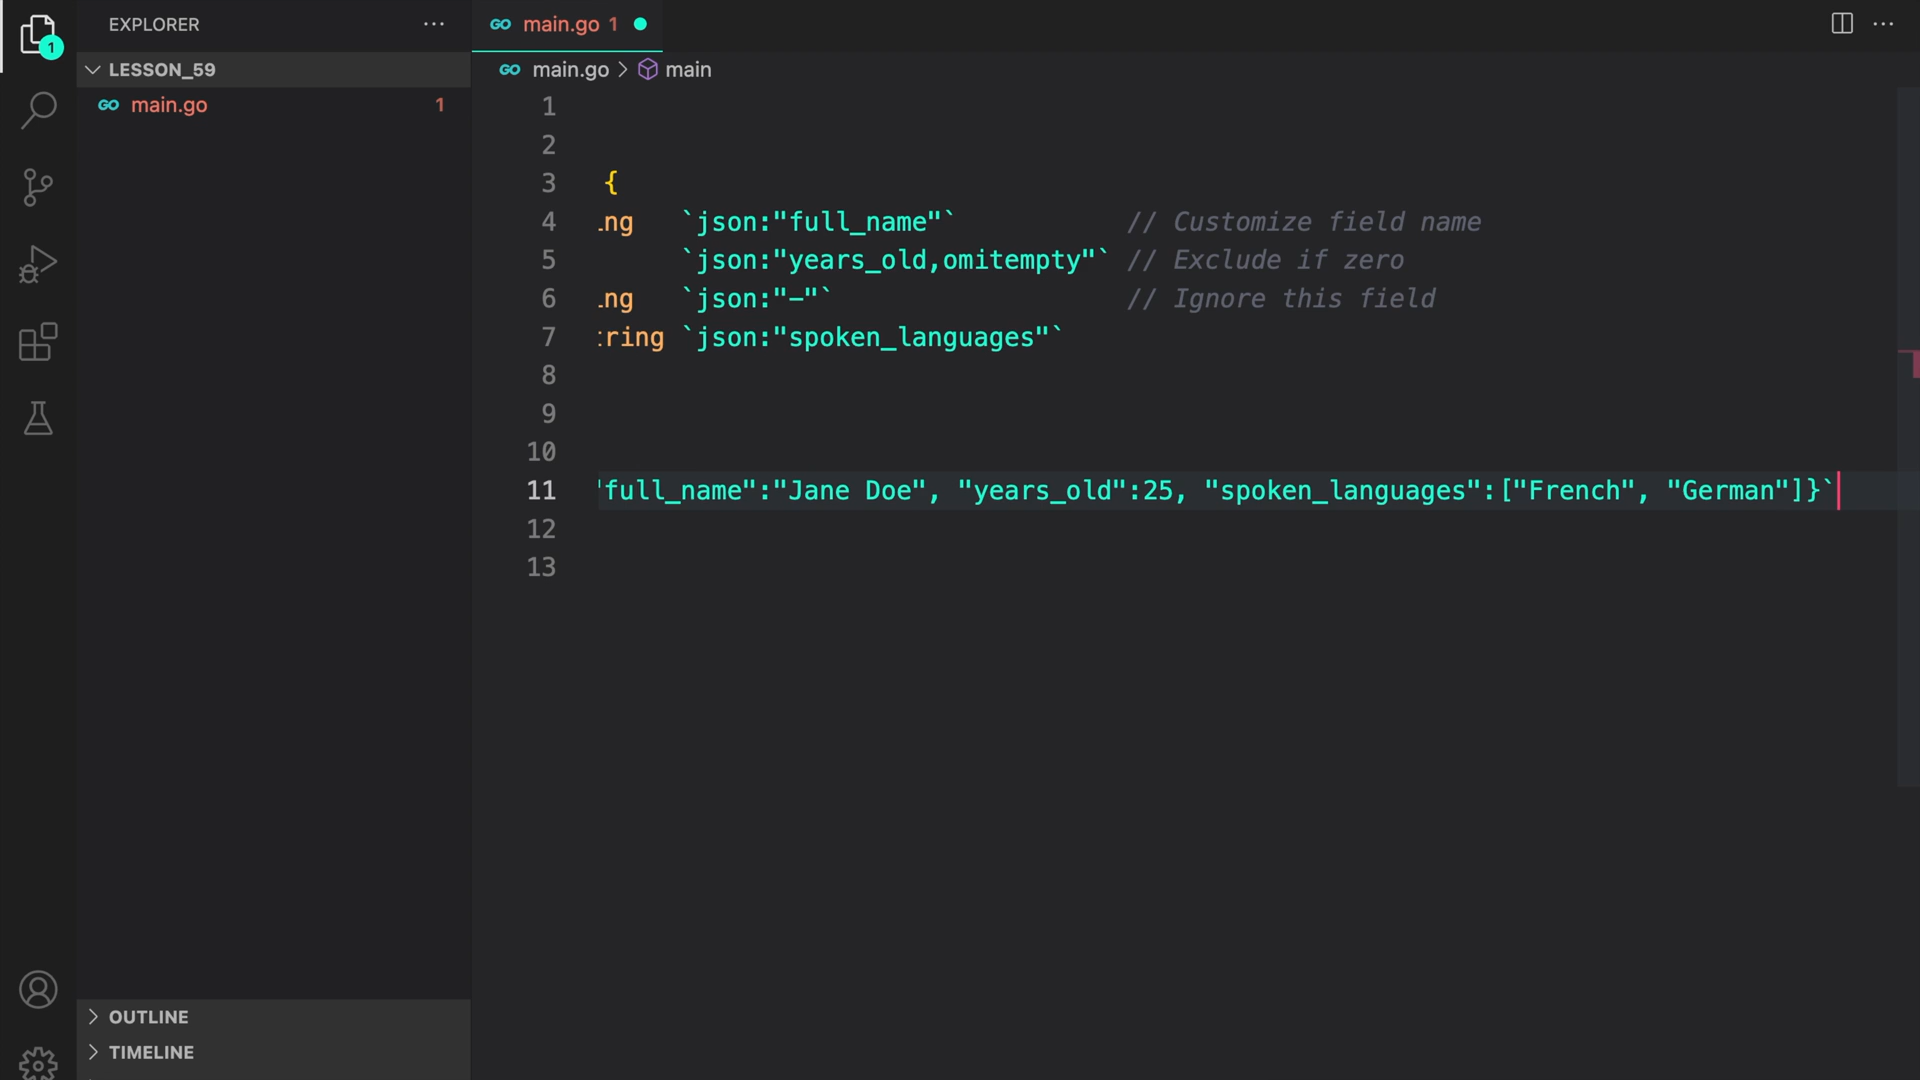 EXPLORER
LESSON_59
main.go 1
1
main.go 1
main.go > main
1
2
3 {
4 ng `json:"full_name"` // Customize field name
5 `json:"years_old,omitempty"` // Exclude if zero
6 ng `json:"-"` // Ignore this field
7 ring `json:"spoken_languages"`
8
9
10
11 "full_name":"Jane Doe", "years_old":25, "spoken_languages":["French", "German"]}`
12
13
OUTLINE
TIMELINE